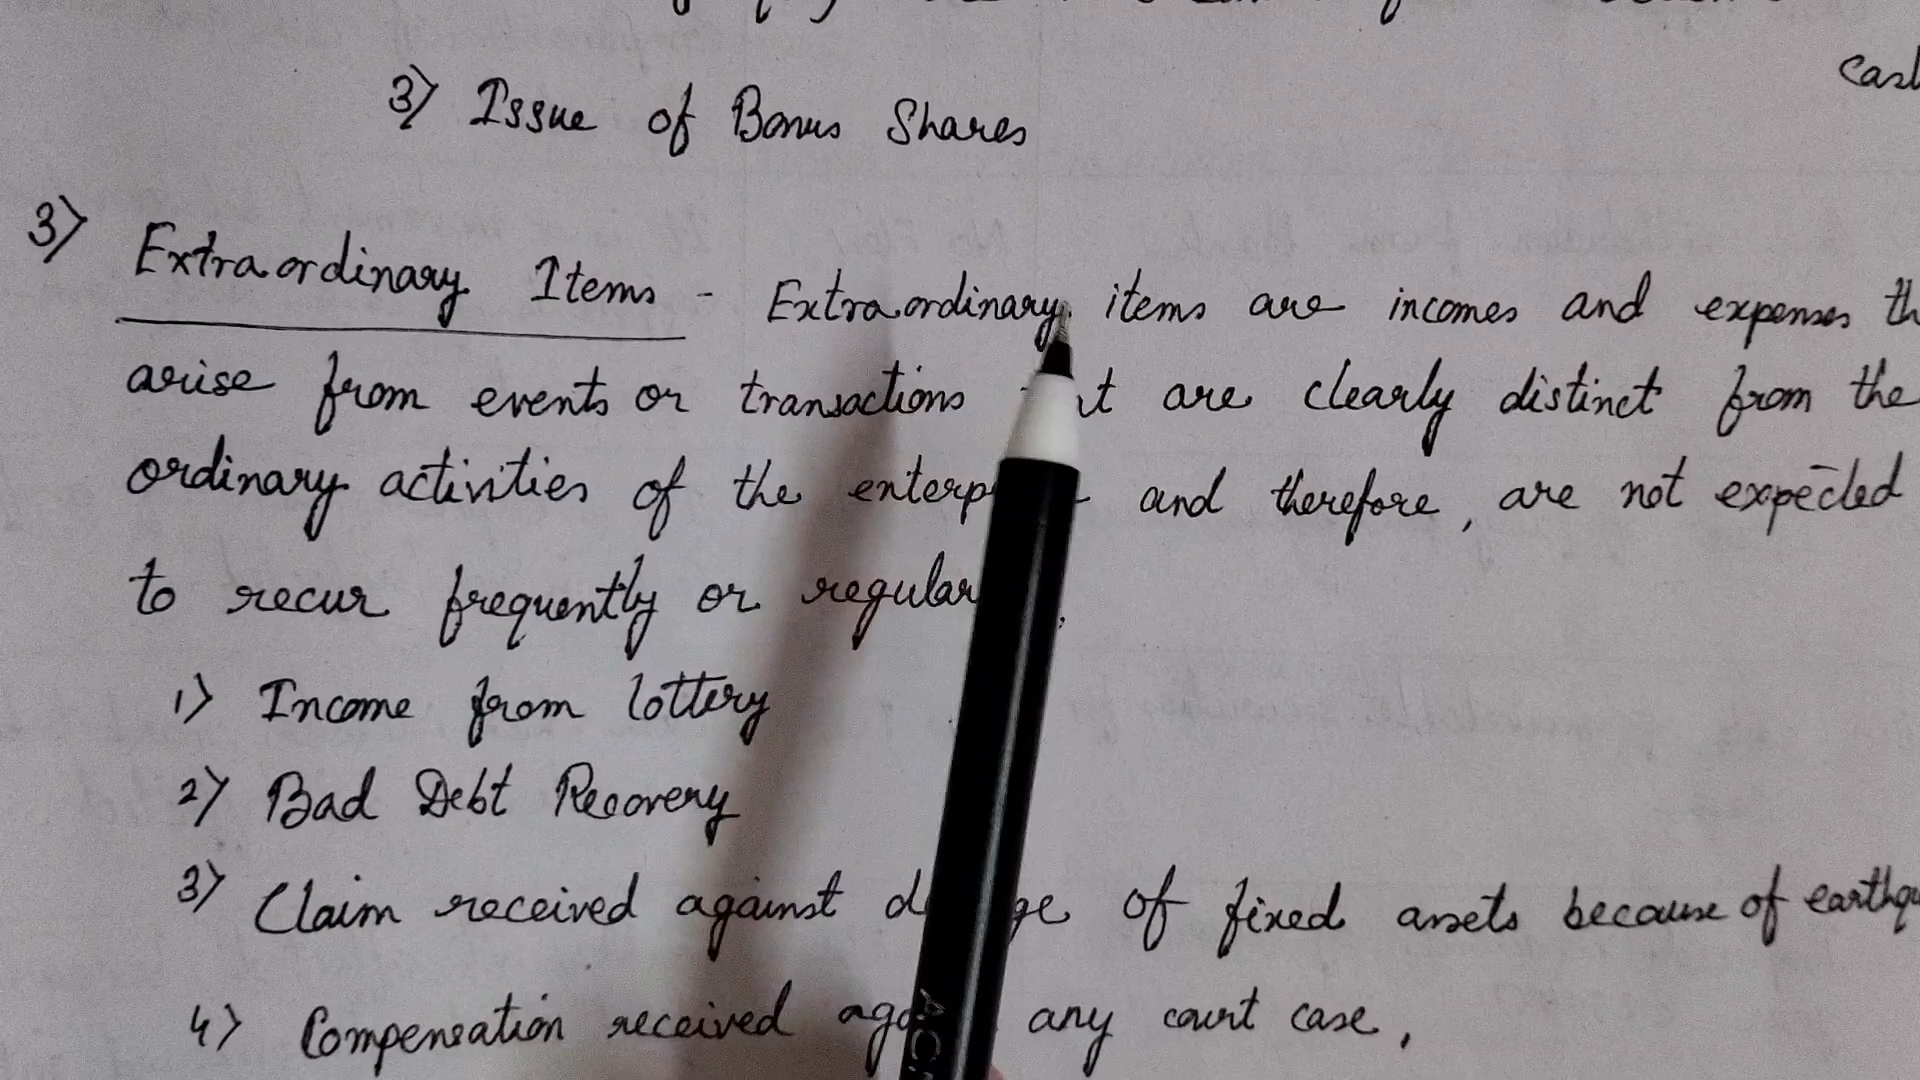 3) Issue of Bonus Shares
3) Extraordinary Items - Extraordinary items are incomes and expenses
arise from events or transactions are clearly distinct from the
ordinary activities of the and therefore, are not expected
to recur frequently or
1) Income from lottery
2) Bad Debt Recovery
3) Claim received against of fixed assets because of
4) Compensation received any court case.